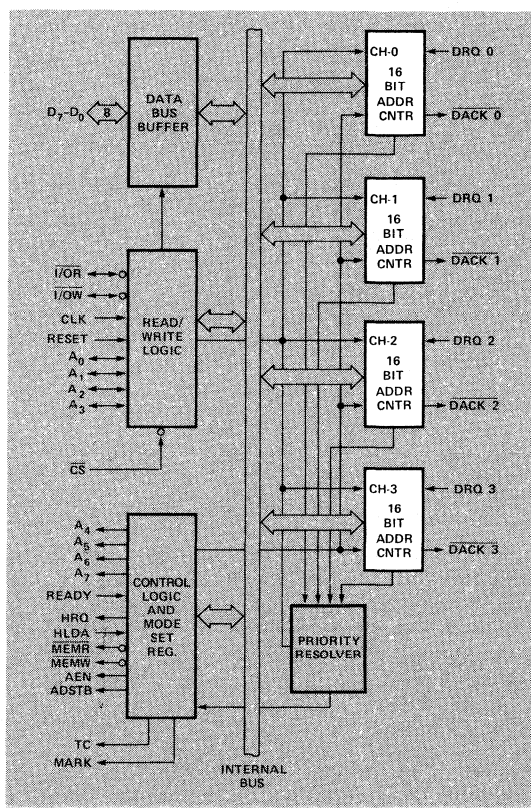 DATA
BUS
BUFFER
D7-D0
8
I/OR
I/OW
CLK
RESET
A0
A1
A2
A3
READ/
WRITE
LOGIC
CS
A4
A5
A6
A7
READY
HRQ
HLDA
MEMR
MEMW
AEN
ADSTB
CONTROL
LOGIC
AND
MODE
SET
REG.
TC
MARK
INTERNAL
BUS
CH-0
16
BIT
ADDR
CNTR
DRQ 0
DACK 0
CH-1
16
BIT
ADDR
CNTR
DRQ 1
DACK 1
CH-2
16
BIT
ADDR
CNTR
DRQ 2
DACK 2
CH-3
16
BIT
ADDR
CNTR
DRQ 3
DACK 3
PRIORITY
RESOLVER